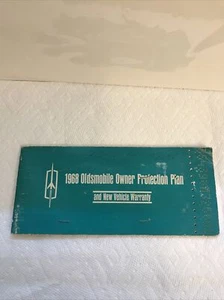 1968 Oldsmobile Owner Protection Plan
and New Vehicle Warranty